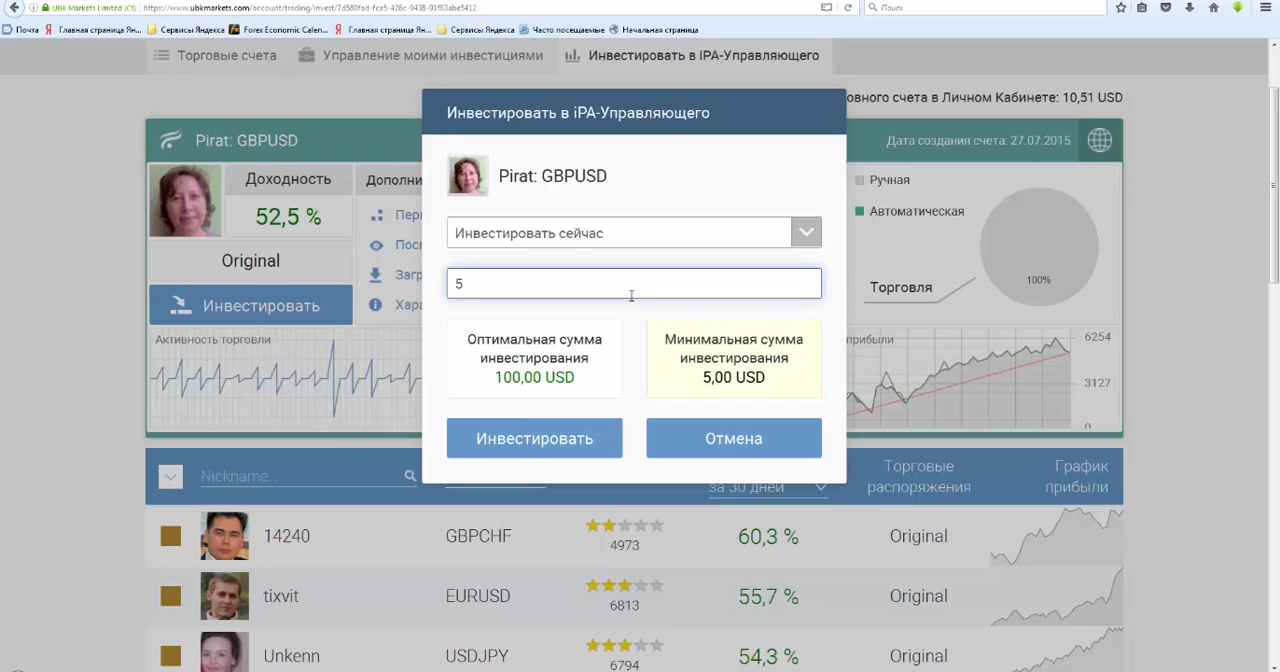 UBK Markets Limited (CY)
https://www.ubkmarkets.com/account/trading/invest/7d580fad-fca5-426c-9438-91f83abe5412
Поиск
Почта
Главная страница Ян...
Сервисы Яндекса
Forex Economic Calen...
Главная страница Ян...
Сервисы Яндекса
Часто посещаемые
Начальная страница
Торговые счета
Управление моими инвестициями
Инвестировать в iPA-Управляющего
овного счета в Личном Кабинете: 10,51 USD
Инвестировать в iPA-Управляющего
Pirat: GBPUSD
Дата создания счета: 27.07.2015
Доходность
52,5 %
Original
Инвестировать
Дополни
Пери
Посл
Загр
Хара
Pirat: GBPUSD
Инвестировать сейчас
5
Оптимальная сумма
инвестирования
100,00 USD
Минимальная сумма
инвестирования
5,00 USD
Инвестировать
Отмена
Ручная
Автоматическая
100%
Торговля
Активность торговли
прибыли
6254
3127
0
Nickname...
за 30 дней
Торговые
распоряжения
График
прибыли
14240
GBPCHF
4973
60,3 %
Original
tixvit
EURUSD
6813
55,7 %
Original
Unkenn
USDJPY
6794
54,3 %
Original